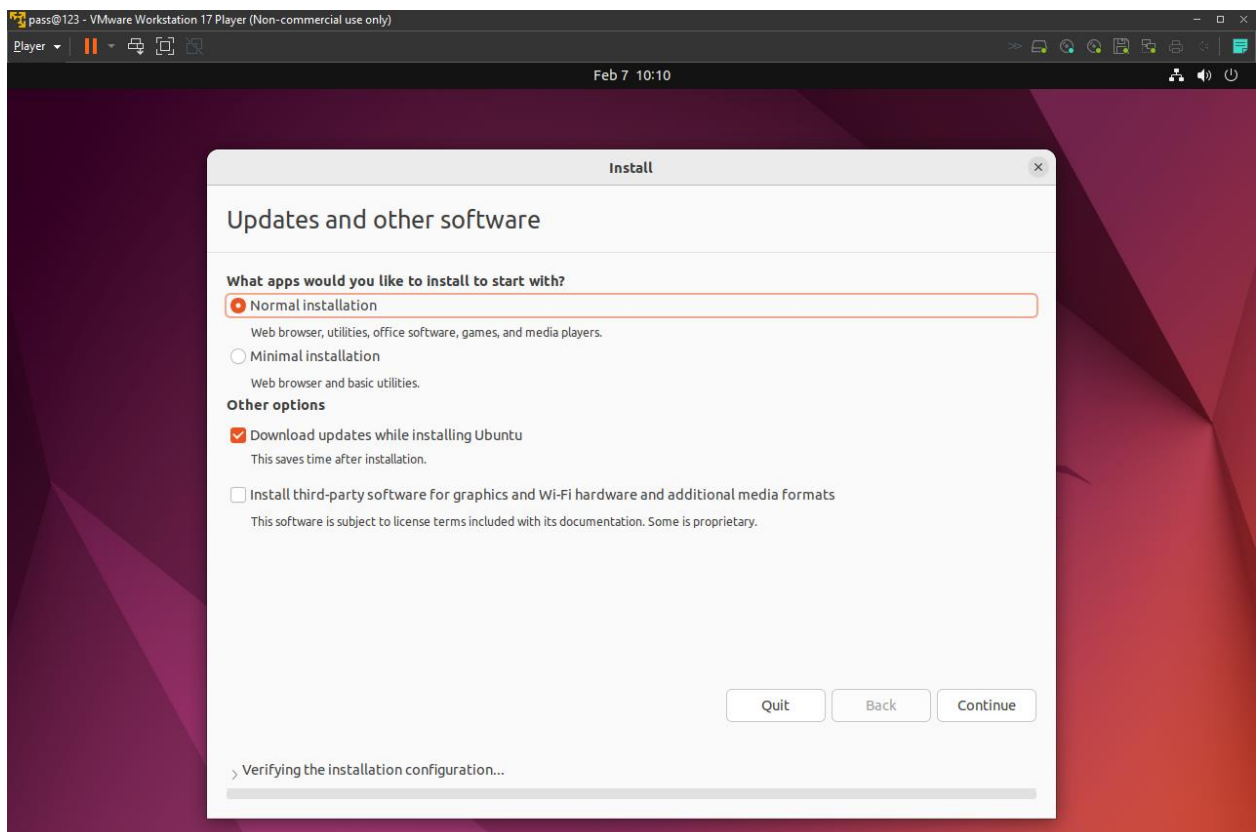 pass@123 - VMware Workstation 17 Player (Non-commercial use only)
Player
Feb 7 10:10
Install
Updates and other software
What apps would you like to install to start with?
Normal installation
Web browser, utilities, office software, games, and media players.
Minimal installation
Web browser and basic utilities.
Other options
Download updates while installing Ubuntu
This saves time after installation.
Install third-party software for graphics and Wi-Fi hardware and additional media formats
This software is subject to license terms included with its documentation. Some is proprietary.
Quit Back Continue
Verifying the installation configuration...